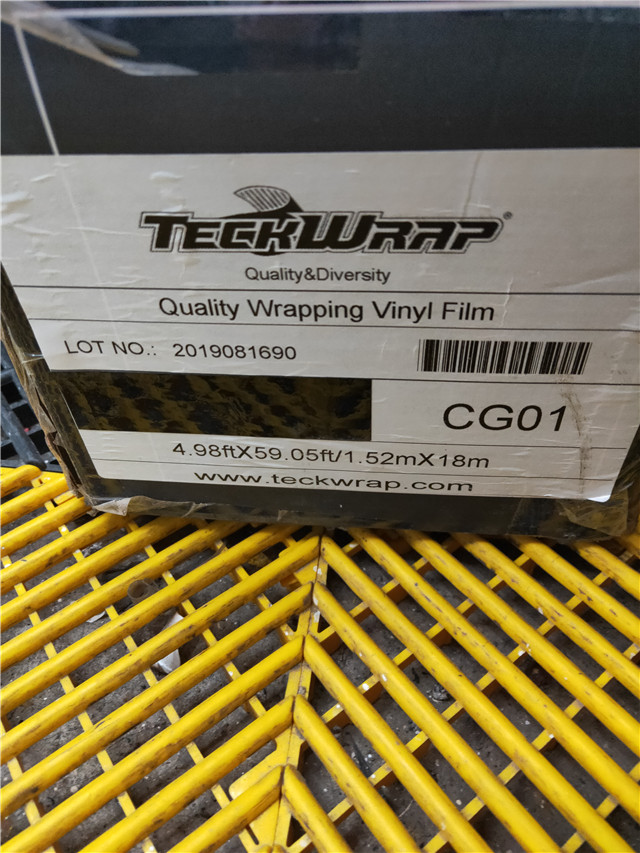 TECKWRAP®
Quality&Diversity
Quality Wrapping Vinyl Film
LOT NO.: 2019081690
CG01
4.98ftX59.05ft/1.52mX18m
www.teckwrap.com